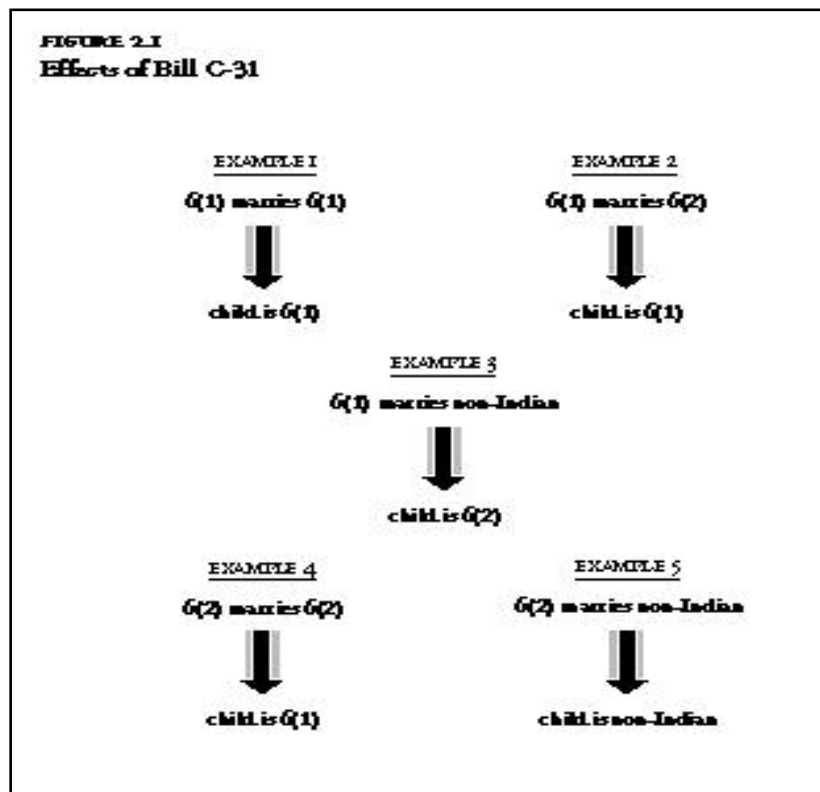 FIGURE 2.1
Effects of Bill C-31
EXAMPLE 1
6(1) marries 6(1)
child is 6(1)
EXAMPLE 2
6(1) marries 6(2)
child is 6(1)
EXAMPLE 3
6(1) marries non-Indian
child is 6(2)
EXAMPLE 4
6(2) marries 6(2)
child is 6(1)
EXAMPLE 5
6(2) marries non-Indian
child is non-Indian